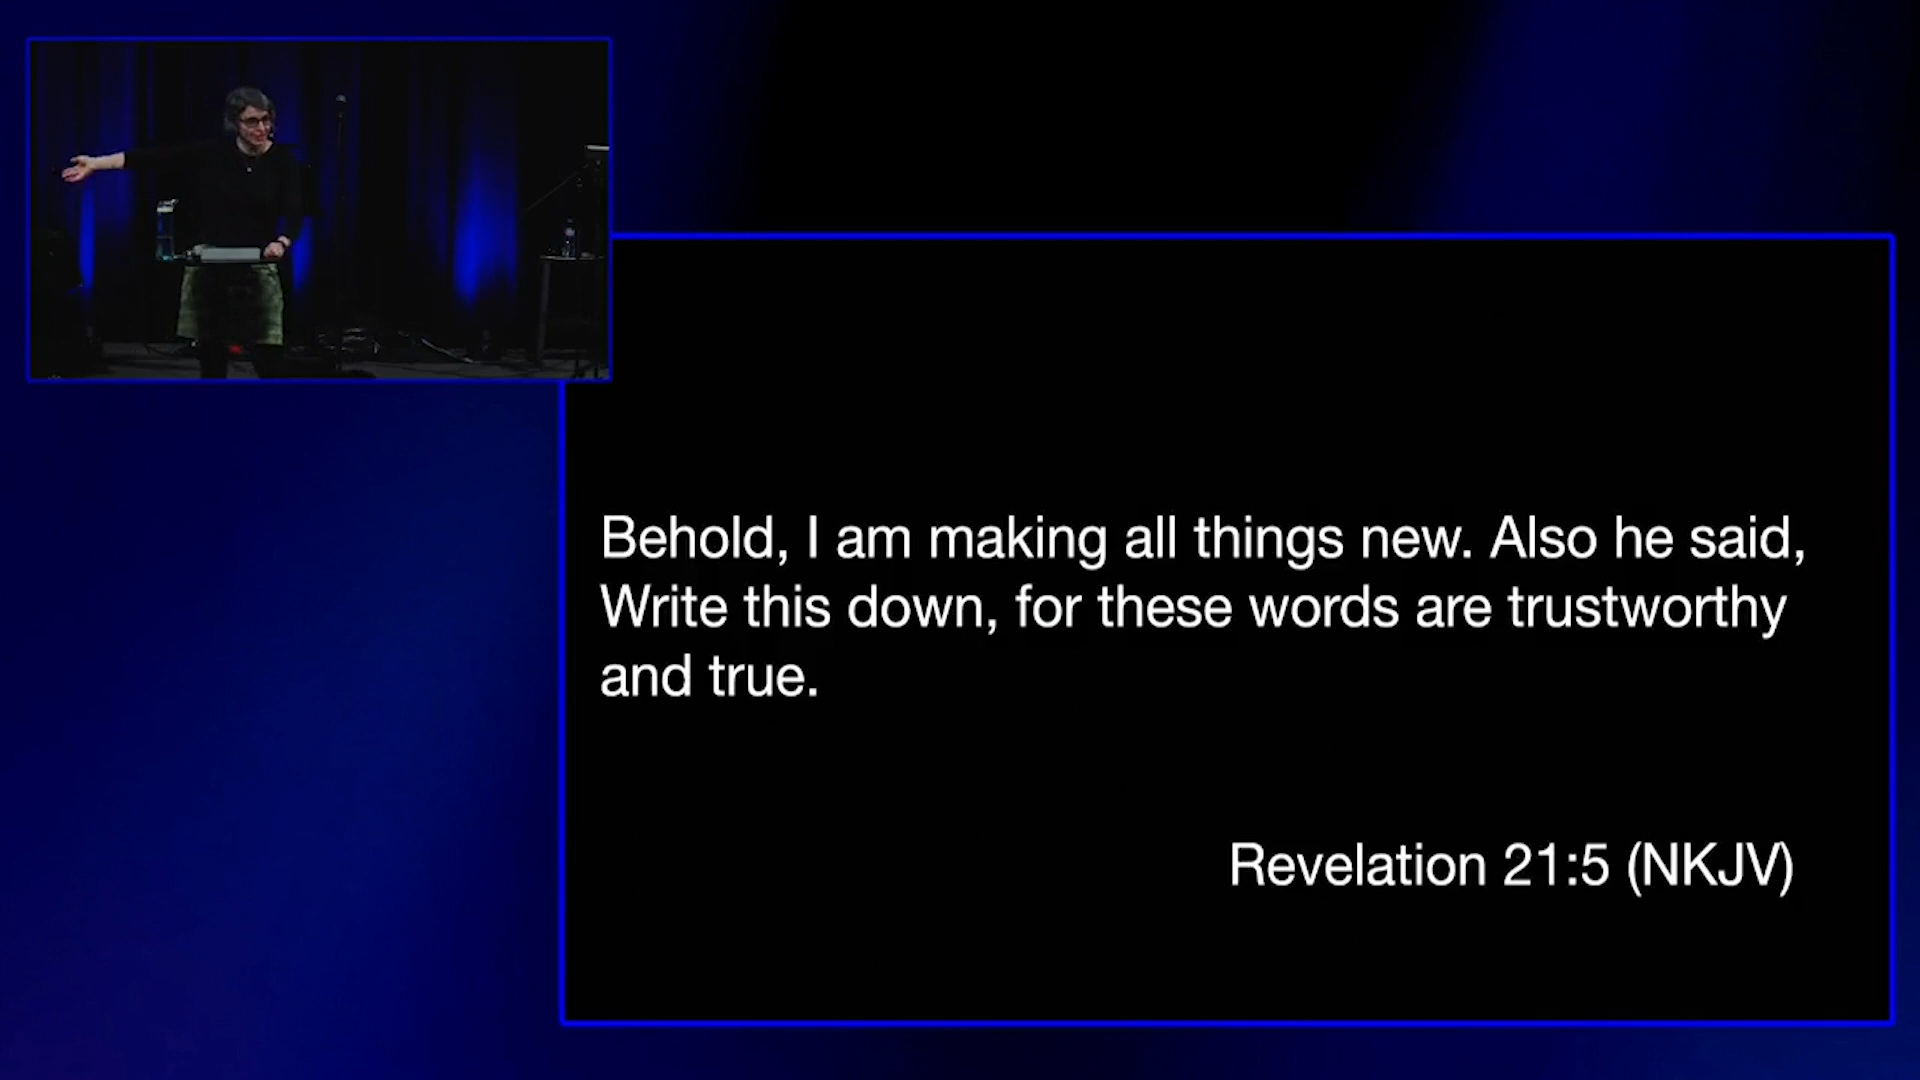 Behold, I am making all things new. Also he said,
Write this down, for these words are trustworthy
and true.
Revelation 21:5 (NKJV)